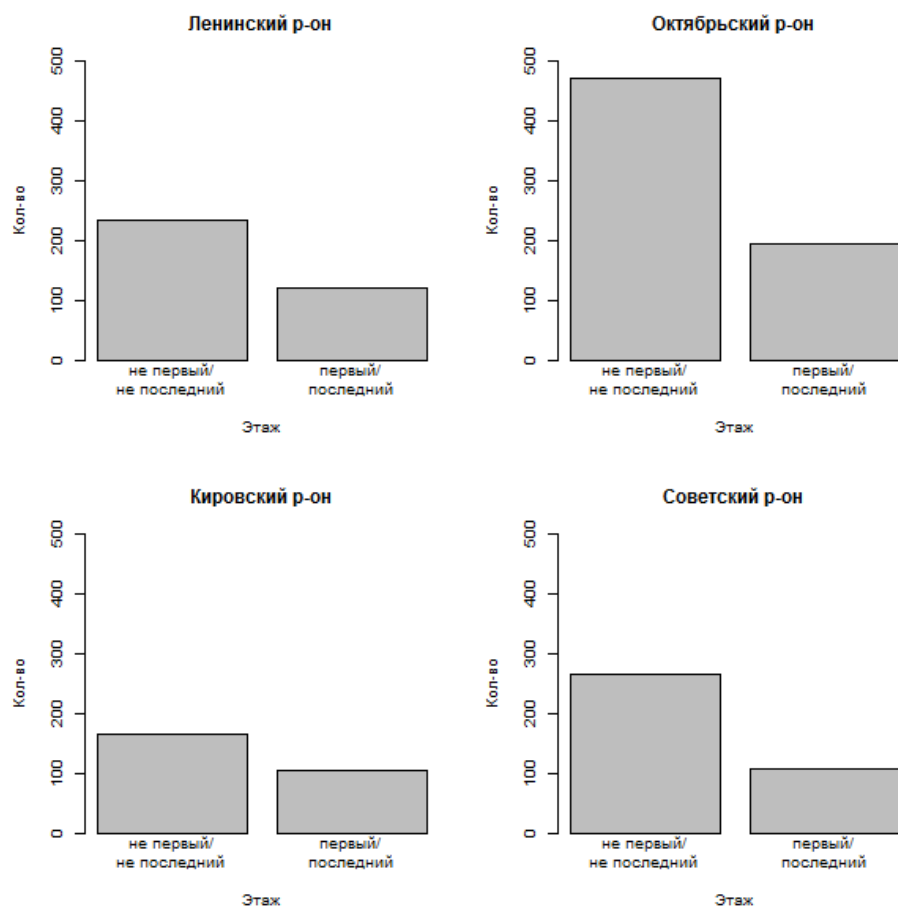 Ленинский р-он
Кол-во
500
400
300
200
100
0
не первый/
не последний
первый/
последний
Этаж
Октябрьский р-он
Кол-во
500
400
300
200
100
0
не первый/
не последний
первый/
последний
Этаж
Кировский р-он
Кол-во
500
400
300
200
100
0
не первый/
не последний
первый/
последний
Этаж
Советский р-он
Кол-во
500
400
300
200
100
0
не первый/
не последний
первый/
последний
Этаж